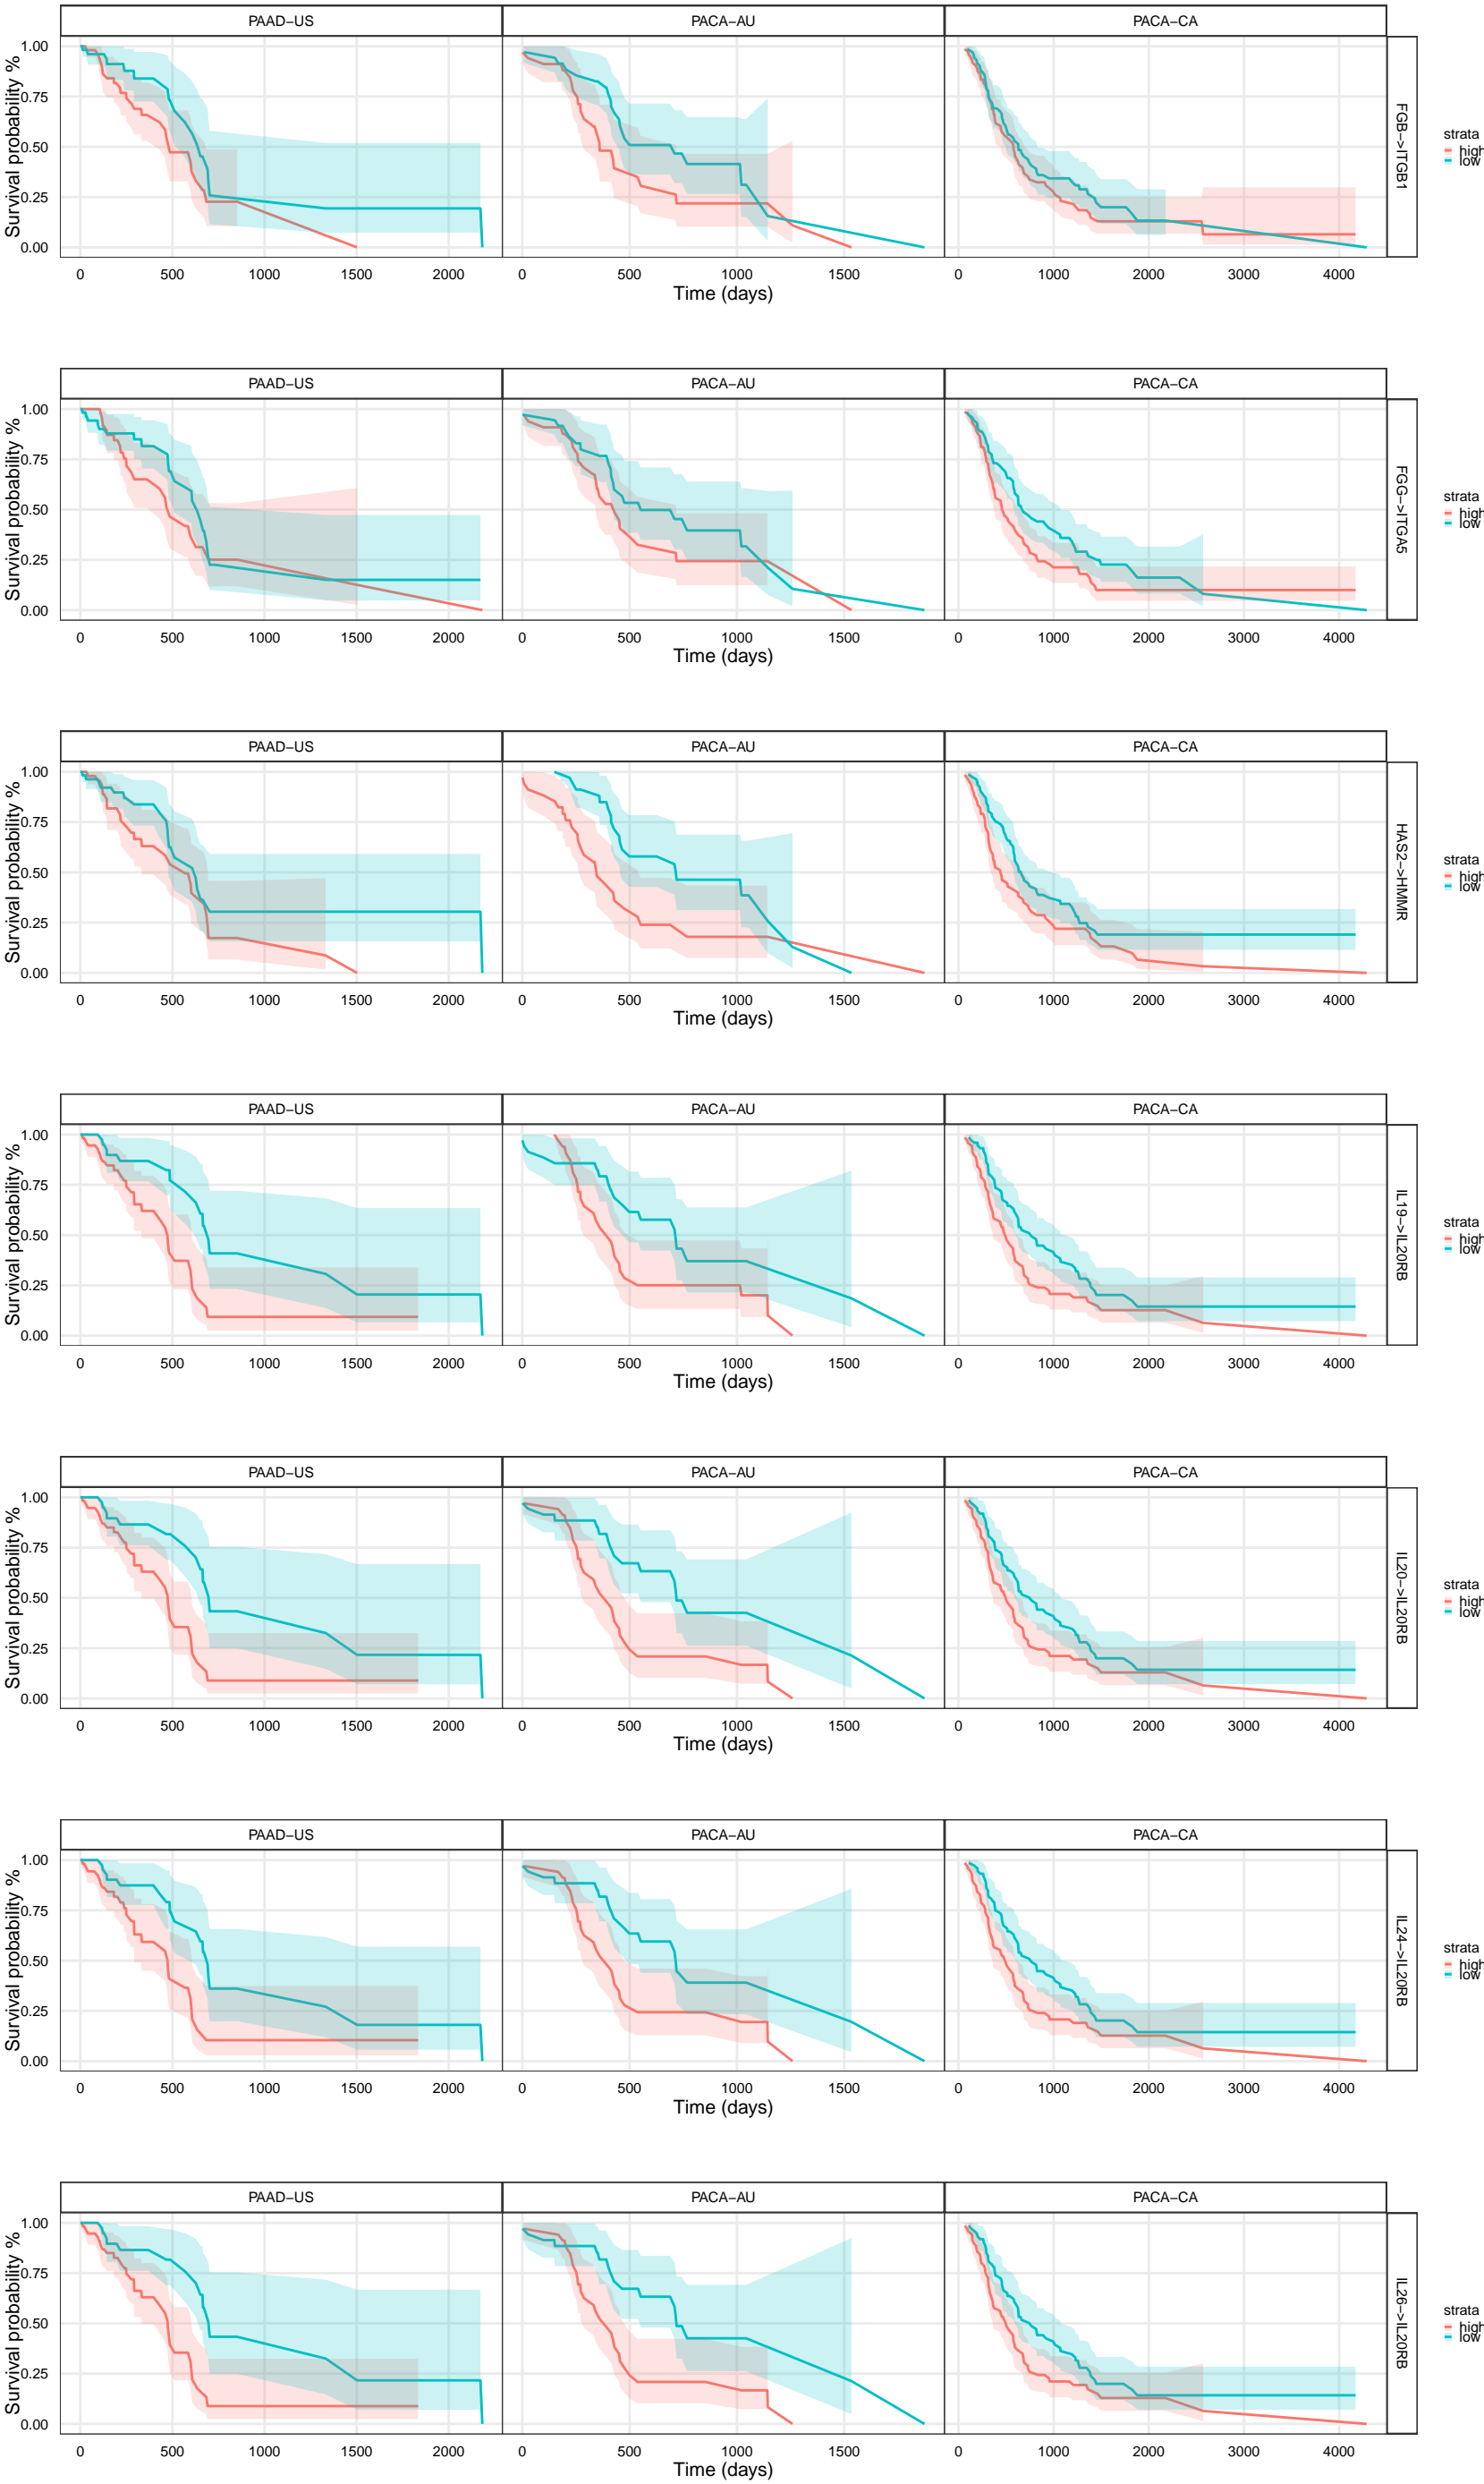 PAAD−US PACA−AU PACA−CA
Survival probability %
1.00
0.75
0.50
0.25
0.00
FGB−>ITGB1
strata
high
low
0 500 1000 1500 2000 0 500 1000 1500 0 1000 2000 3000 4000
Time (days)
PAAD−US PACA−AU PACA−CA
Survival probability %
1.00
0.75
0.50
0.25
0.00
FGG−>ITGA5
strata
high
low
0 500 1000 1500 2000 0 500 1000 1500 0 1000 2000 3000 4000
Time (days)
PAAD−US PACA−AU PACA−CA
Survival probability %
1.00
0.75
0.50
0.25
0.00
HAS2−>HMMR
strata
high
low
0 500 1000 1500 2000 0 500 1000 1500 0 1000 2000 3000 4000
Time (days)
PAAD−US PACA−AU PACA−CA
Survival probability %
1.00
0.75
0.50
0.25
0.00
IL19−>IL20RB
strata
high
low
0 500 1000 1500 2000 0 500 1000 1500 0 1000 2000 3000 4000
Time (days)
PAAD−US PACA−AU PACA−CA
Survival probability %
1.00
0.75
0.50
0.25
0.00
IL20−>IL20RB
strata
high
low
0 500 1000 1500 2000 0 500 1000 1500 0 1000 2000 3000 4000
Time (days)
PAAD−US PACA−AU PACA−CA
Survival probability %
1.00
0.75
0.50
0.25
0.00
IL24−>IL20RB
strata
high
low
0 500 1000 1500 2000 0 500 1000 1500 0 1000 2000 3000 4000
Time (days)
PAAD−US PACA−AU PACA−CA
Survival probability %
1.00
0.75
0.50
0.25
0.00
IL26−>IL20RB
strata
high
low
0 500 1000 1500 2000 0 500 1000 1500 0 1000 2000 3000 4000
Time (days)